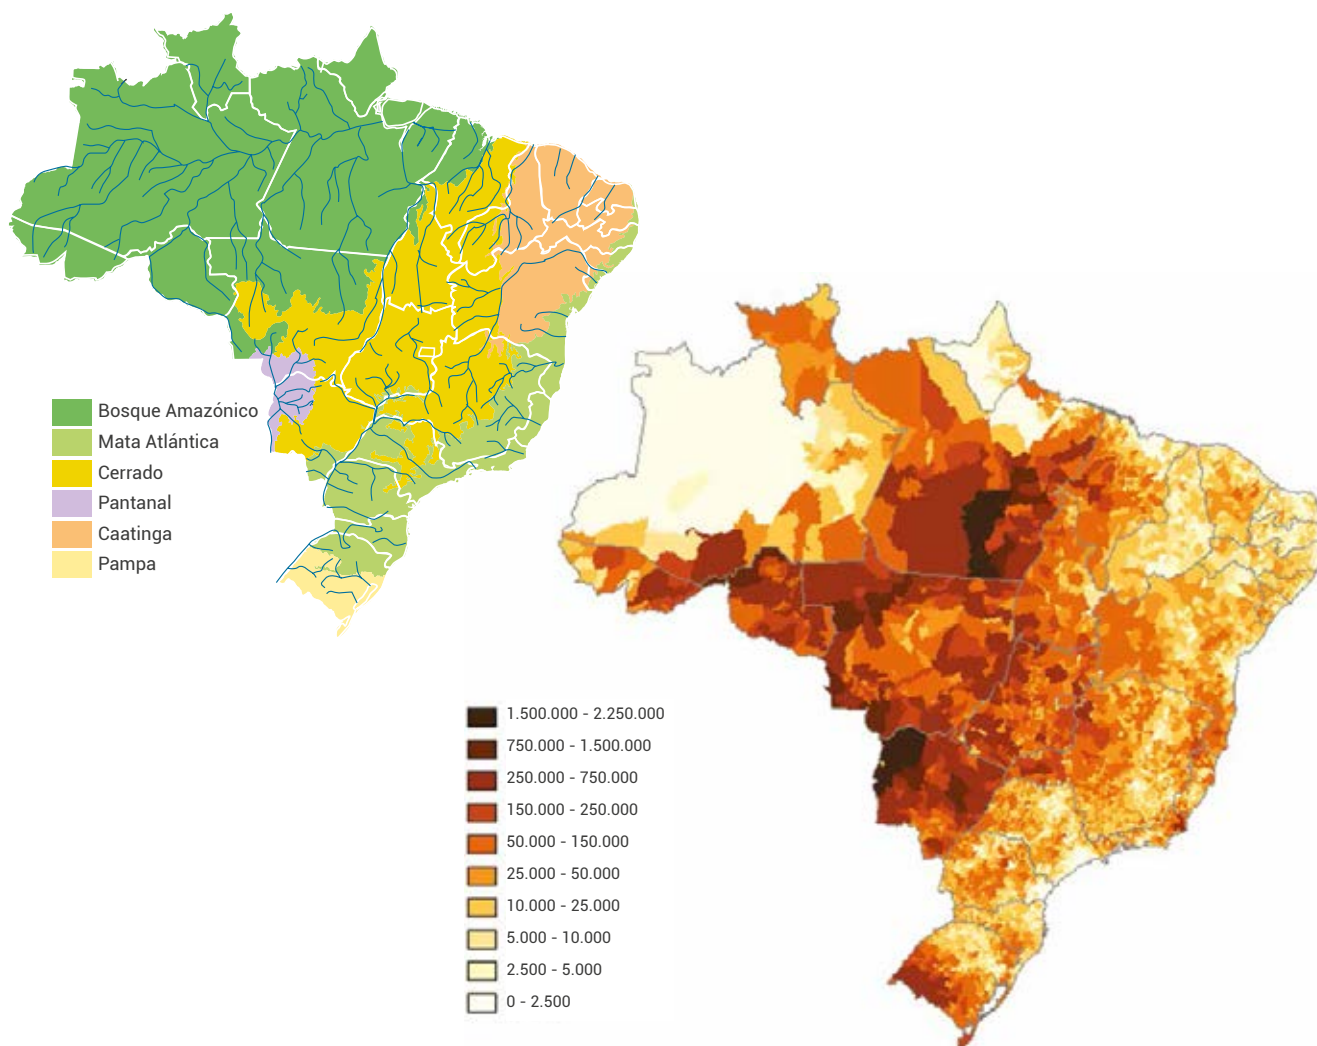 Bosque Amazónico
Mata Atlántica
Cerrado
Pantanal
Caatinga
Pampa
1.500.000 - 2.250.000
750.000 - 1.500.000
250.000 - 750.000
150.000 - 250.000
50.000 - 150.000
25.000 - 50.000
10.000 - 25.000
5.000 - 10.000
2.500 - 5.000
0 - 2.500